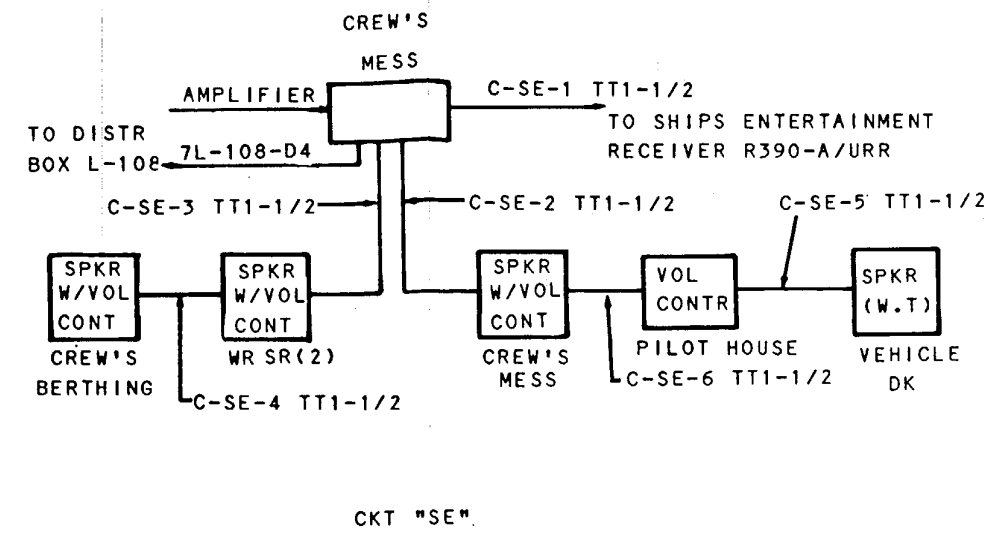 CREW'S
MESS
AMPLIFIER
C-SE-1 TT1-1/2
TO SHIPS ENTERTAINMENT
RECEIVER R390-A/URR
TO DISTR
BOX L-108
7L-108-D4
C-SE-3 TT1-1/2
C-SE-2 TT1-1/2
C-SE-5 TT1-1/2
SPKR
W/VOL
CONT
CREW'S
BERTHING
SPKR
W/VOL
CONT
WR SR(2)
SPKR
W/VOL
CONT
CREW'S
MESS
VOL
CONTR
PILOT HOUSE
SPKR
(W.T)
VEHICLE
DK
C-SE-4 TT1-1/2
C-SE-6 TT1-1/2
CKT "SE"